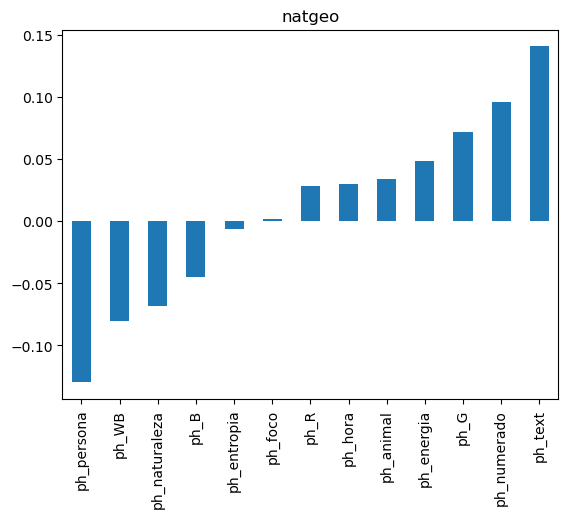 natgeo
0.15
0.10
0.05
0.00
−0.05
−0.10
ph_persona
ph_WB
ph_naturaleza
ph_B
ph_entropia
ph_foco
ph_R
ph_hora
ph_animal
ph_energia
ph_G
ph_numerado
ph_text